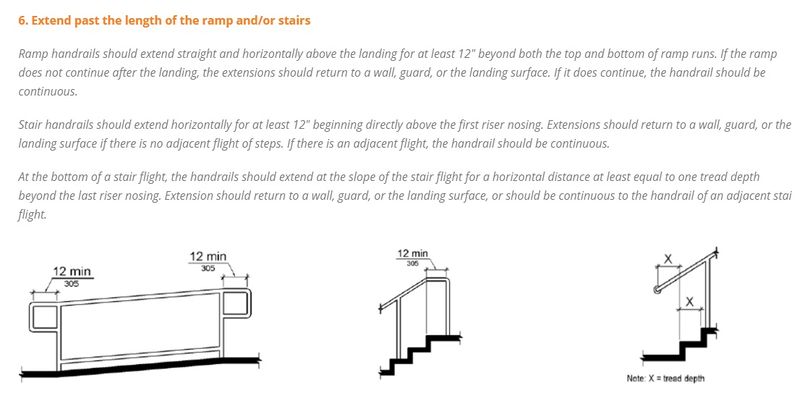 6. Extend past the length of the ramp and/or stairs
Ramp handrails should extend straight and horizontally above the landing for at least 12" beyond both the top and bottom of ramp runs. If the ramp
does not continue after the landing, the extensions should return to a wall, guard, or the landing surface. If it does continue, the handrail should be
continuous.
Stair handrails should extend horizontally for at least 12" beginning directly above the first riser nosing. Extensions should return to a wall, guard, or the
landing surface if there is no adjacent flight of steps. If there is an adjacent flight, the handrail should be continuous.
At the bottom of a stair flight, the handrails should extend at the slope of the stair flight for a horizontal distance at least equal to one tread depth
beyond the last riser nosing. Extension should return to a wall, guard, or the landing surface, or should be continuous to the handrail of an adjacent stai
flight.
12 min
305
12 min
305
12 min
305
X
X
Note: X = tread depth